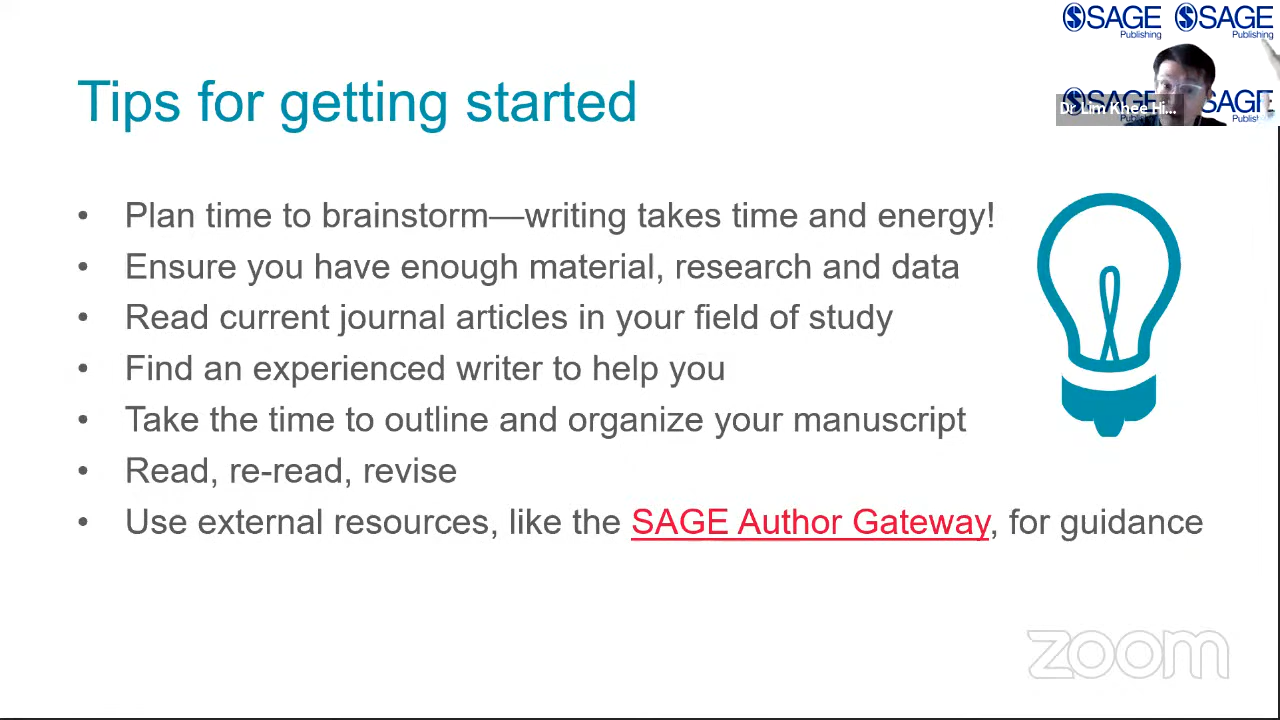 SAGE SAGE
Publishing Publishing
Tips for getting started
SAGE SAGE
Dr Lim Khee Hi...
• Plan time to brainstorm—writing takes time and energy!
• Ensure you have enough material, research and data
• Read current journal articles in your field of study
• Find an experienced writer to help you
• Take the time to outline and organize your manuscript
• Read, re-read, revise
• Use external resources, like the SAGE Author Gateway, for guidance
zoom